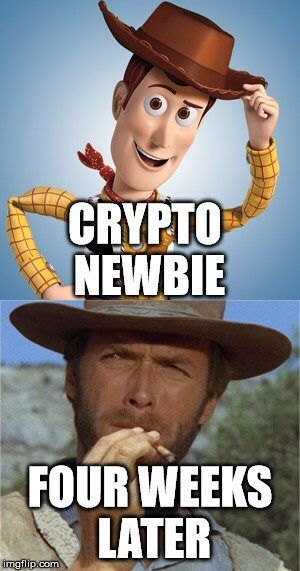 CRYPTO
NEWBIE
FOUR WEEKS
LATER
imgflip.com